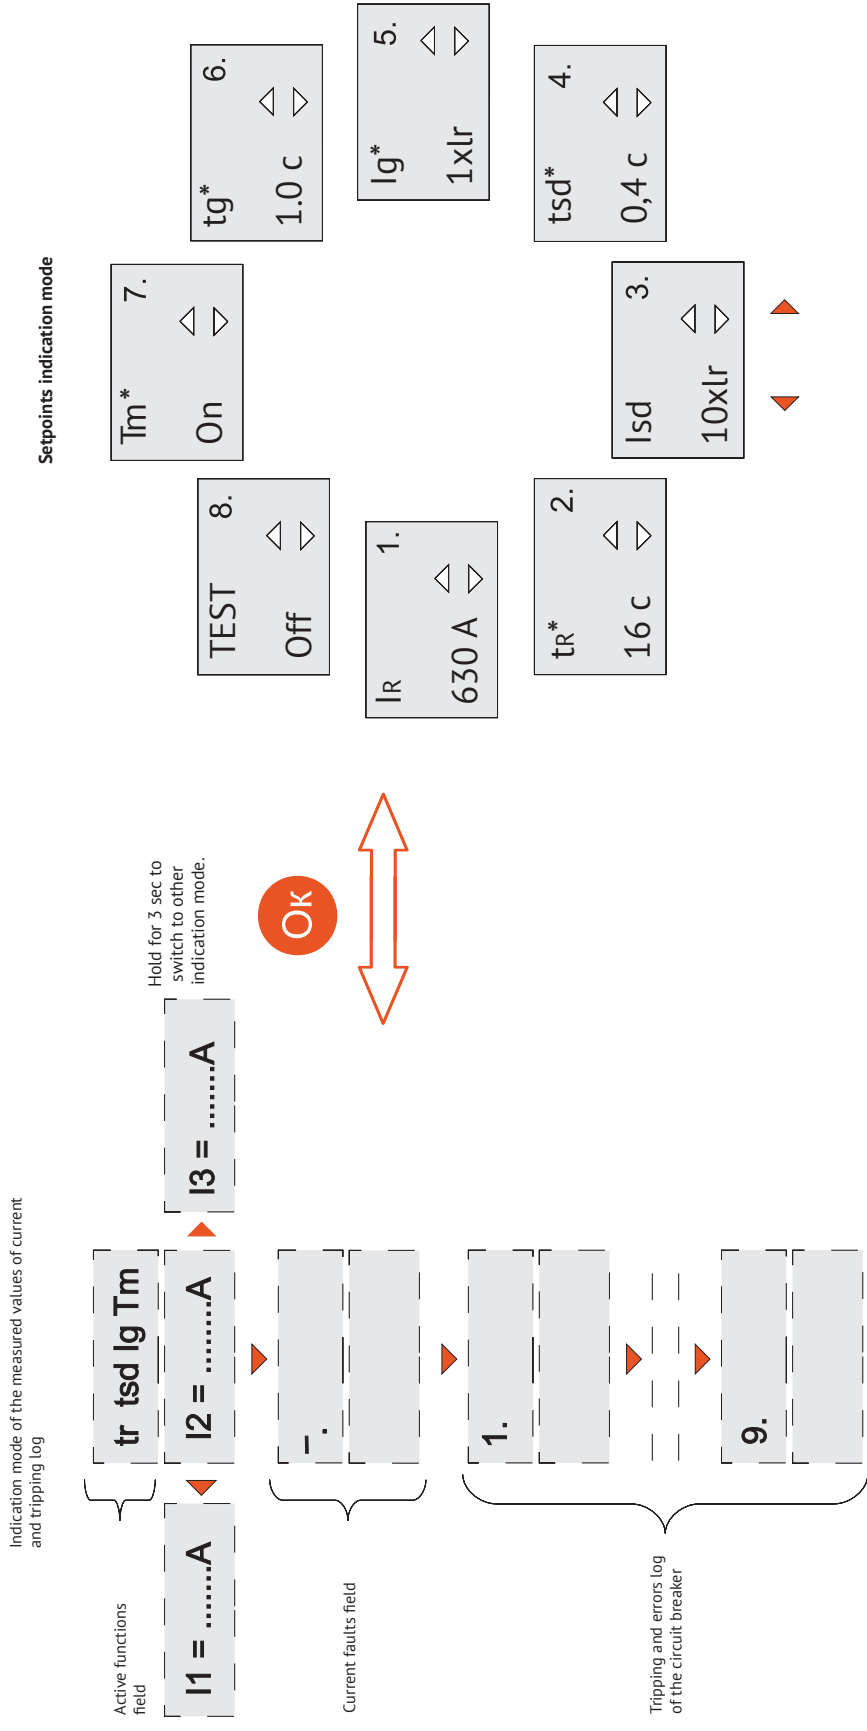 Indication mode of the measured values of current
and tripping log
Active functions
field
tr tsd Ig Tm
I1 = .......A
I2 = ........A
I3 = .......A
Current faults field
–.
Tripping and errors log
of the circuit breaker
1.
9.
Hold for 3 sec to
switch to other
indication mode.
Ок
Setpoints indication mode
IR 1.
630 A
tR* 2.
16 c
Isd 3.
10xIr
tsd* 4.
0,4 c
Ig* 5.
1xIr
tg* 6.
1.0 c
Tm* 7.
On
TEST 8.
Off